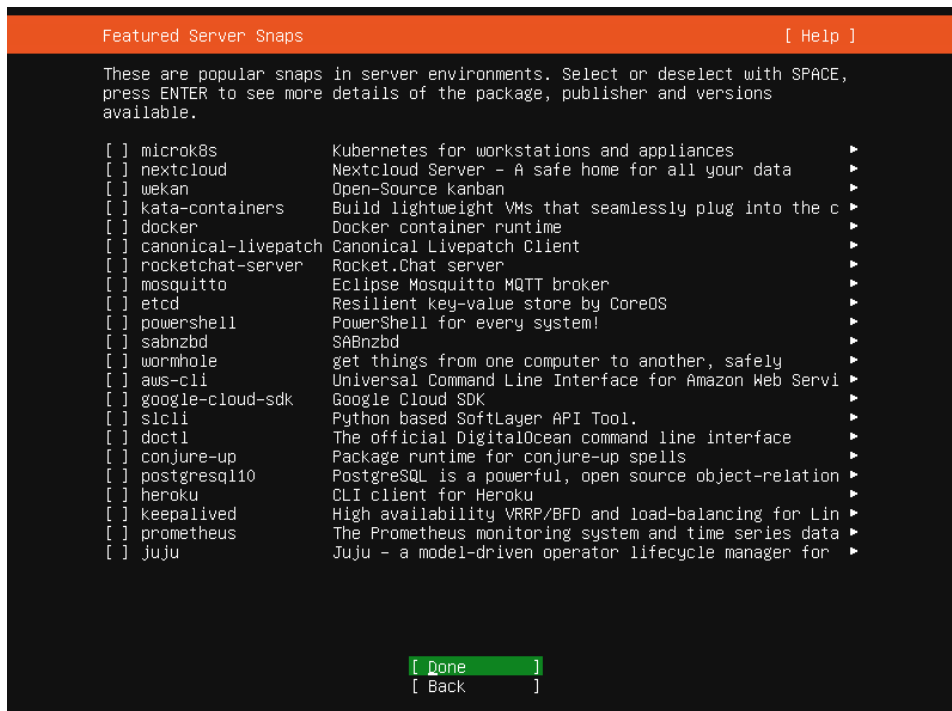 Featured Server Snaps [ Help ]
These are popular snaps in server environments. Select or deselect with SPACE,
press ENTER to see more details of the package, publisher and versions
available.
[ ] microk8s Kubernetes for workstations and appliances ►
[ ] nextcloud Nextcloud Server – A safe home for all your data ►
[ ] wekan Open–Source kanban ►
[ ] kata–containers Build lightweight VMs that seamlessly plug into the c ►
[ ] docker Docker container runtime ►
[ ] canonical–livepatch Canonical Livepatch Client ►
[ ] rocketchat–server Rocket.Chat server ►
[ ] mosquitto Eclipse Mosquitto MQTT broker ►
[ ] etcd Resilient key–value store by CoreOS ►
[ ] powershell PowerShell for every system! ►
[ ] sabnzbd SABnzbd ►
[ ] wormhole get things from one computer to another, safely ►
[ ] aws–cli Universal Command Line Interface for Amazon Web Servi ►
[ ] google–cloud–sdk Google Cloud SDK ►
[ ] slcli Python based SoftLayer API Tool. ►
[ ] doctl The official DigitalOcean command line interface ►
[ ] conjure–up Package runtime for conjure–up spells ►
[ ] postgresql10 PostgreSQL is a powerful, open source object–relation ►
[ ] heroku CLI client for Heroku ►
[ ] keepalived High availability VRRP/BFD and load–balancing for Lin ►
[ ] prometheus The Prometheus monitoring system and time series data ►
[ ] juju Juju – a model–driven operator lifecycle manager for ►
[ Done ]
[ Back ]